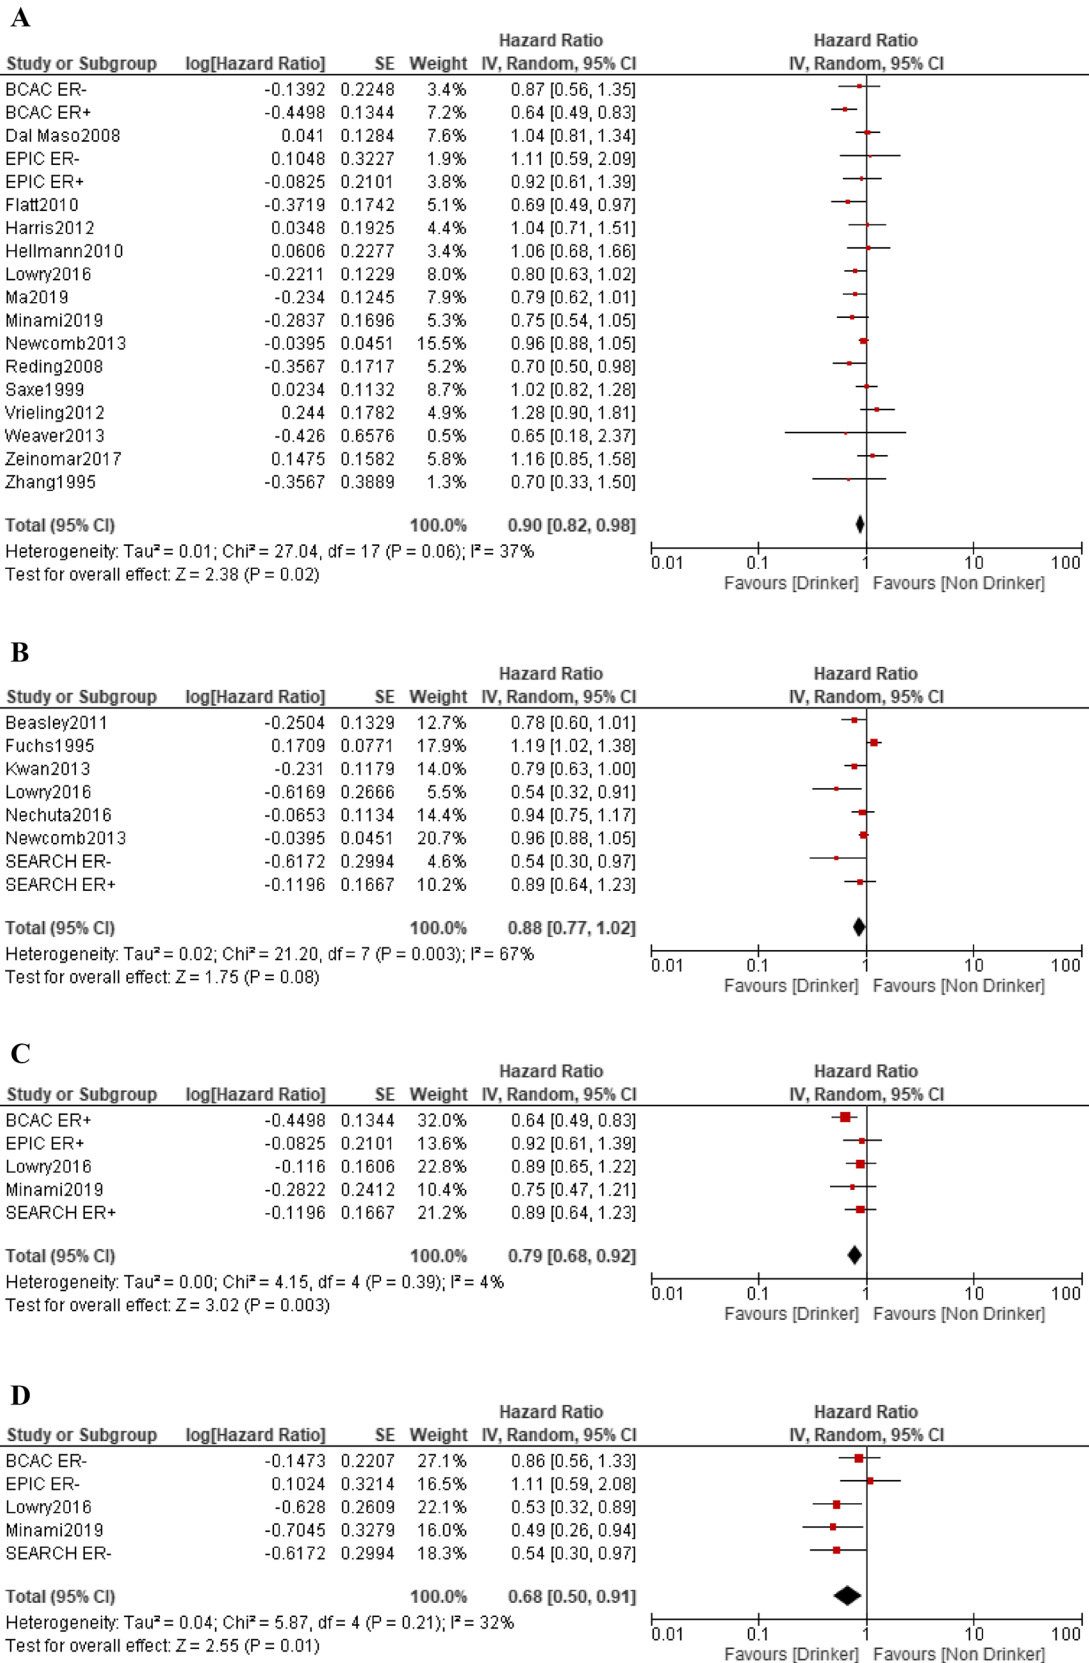 A
Hazard Ratio Hazard Ratio
Study or Subgroup log[Hazard Ratio] SE Weight IV, Random, 95% CI IV, Random, 95% CI
BCAC ER- -0.1392 0.2248 3.4% 0.87 [0.56, 1.35]
BCAC ER+ -0.4498 0.1344 7.2% 0.64 [0.49, 0.83]
Dal Maso2008 0.041 0.1284 7.6% 1.04 [0.81, 1.34]
EPIC ER- 0.1048 0.3227 1.9% 1.11 [0.59, 2.09]
EPIC ER+ -0.0825 0.2101 3.8% 0.92 [0.61, 1.39]
Flatt2010 -0.3719 0.1742 5.1% 0.69 [0.49, 0.97]
Harris2012 0.0348 0.1925 4.4% 1.04 [0.71, 1.51]
Hellmann2010 0.0606 0.2277 3.4% 1.06 [0.68, 1.66]
Lowry2016 -0.2211 0.1229 8.0% 0.80 [0.63, 1.02]
Ma2019 -0.234 0.1245 7.9% 0.79 [0.62, 1.01]
Minami2019 -0.2837 0.1696 5.3% 0.75 [0.54, 1.05]
Newcomb2013 -0.0395 0.0451 15.5% 0.96 [0.88, 1.05]
Reding2008 -0.3567 0.1717 5.2% 0.70 [0.50, 0.98]
Saxe1999 0.0234 0.1132 8.7% 1.02 [0.82, 1.28]
Vrieling2012 0.244 0.1782 4.9% 1.28 [0.90, 1.81]
Weaver2013 -0.426 0.6576 0.5% 0.65 [0.18, 2.37]
Zeinomar2017 0.1475 0.1582 5.8% 1.16 [0.85, 1.58]
Zhang1995 -0.3567 0.3889 1.3% 0.70 [0.33, 1.50]
Total (95% CI) 100.0% 0.90 [0.82, 0.98]
Heterogeneity: Tau² = 0.01; Chi² = 27.04, df = 17 (P = 0.06); I² = 37%
Test for overall effect: Z = 2.38 (P = 0.02)
0.01 0.1 1 10 100
Favours [Drinker] Favours [Non Drinker]
B
Hazard Ratio Hazard Ratio
Study or Subgroup log[Hazard Ratio] SE Weight IV, Random, 95% CI IV, Random, 95% CI
Beasley2011 -0.2504 0.1329 12.7% 0.78 [0.60, 1.01]
Fuchs1995 0.1709 0.0771 17.9% 1.19 [1.02, 1.38]
Kwan2013 -0.231 0.1179 14.0% 0.79 [0.63, 1.00]
Lowry2016 -0.6169 0.2666 5.5% 0.54 [0.32, 0.91]
Nechuta2016 -0.0653 0.1134 14.4% 0.94 [0.75, 1.17]
Newcomb2013 -0.0395 0.0451 20.7% 0.96 [0.88, 1.05]
SEARCH ER- -0.6172 0.2994 4.6% 0.54 [0.30, 0.97]
SEARCH ER+ -0.1196 0.1667 10.2% 0.89 [0.64, 1.23]
Total (95% CI) 100.0% 0.88 [0.77, 1.02]
Heterogeneity: Tau² = 0.02; Chi² = 21.20, df = 7 (P = 0.003); I² = 67%
Test for overall effect: Z = 1.75 (P = 0.08)
0.01 0.1 1 10 100
Favours [Drinker] Favours [Non Drinker]
C
Hazard Ratio Hazard Ratio
Study or Subgroup log[Hazard Ratio] SE Weight IV, Random, 95% CI IV, Random, 95% CI
BCAC ER+ -0.4498 0.1344 32.0% 0.64 [0.49, 0.83]
EPIC ER+ -0.0825 0.2101 13.6% 0.92 [0.61, 1.39]
Lowry2016 -0.116 0.1606 22.8% 0.89 [0.65, 1.22]
Minami2019 -0.2822 0.2412 10.4% 0.75 [0.47, 1.21]
SEARCH ER+ -0.1196 0.1667 21.2% 0.89 [0.64, 1.23]
Total (95% CI) 100.0% 0.79 [0.68, 0.92]
Heterogeneity: Tau² = 0.00; Chi² = 4.15, df = 4 (P = 0.39); I² = 4%
Test for overall effect: Z = 3.02 (P = 0.003)
0.01 0.1 1 10 100
Favours [Drinker] Favours [Non Drinker]
D
Hazard Ratio Hazard Ratio
Study or Subgroup log[Hazard Ratio] SE Weight IV, Random, 95% CI IV, Random, 95% CI
BCAC ER- -0.1473 0.2207 27.1% 0.86 [0.56, 1.33]
EPIC ER- 0.1024 0.3214 16.5% 1.11 [0.59, 2.08]
Lowry2016 -0.628 0.2609 22.1% 0.53 [0.32, 0.89]
Minami2019 -0.7045 0.3279 16.0% 0.49 [0.26, 0.94]
SEARCH ER- -0.6172 0.2994 18.3% 0.54 [0.30, 0.97]
Total (95% CI) 100.0% 0.68 [0.50, 0.91]
Heterogeneity: Tau² = 0.04; Chi² = 5.87, df = 4 (P = 0.21); I² = 32%
Test for overall effect: Z = 2.55 (P = 0.01)
0.01 0.1 1 10 100
Favours [Drinker] Favours [Non Drinker]